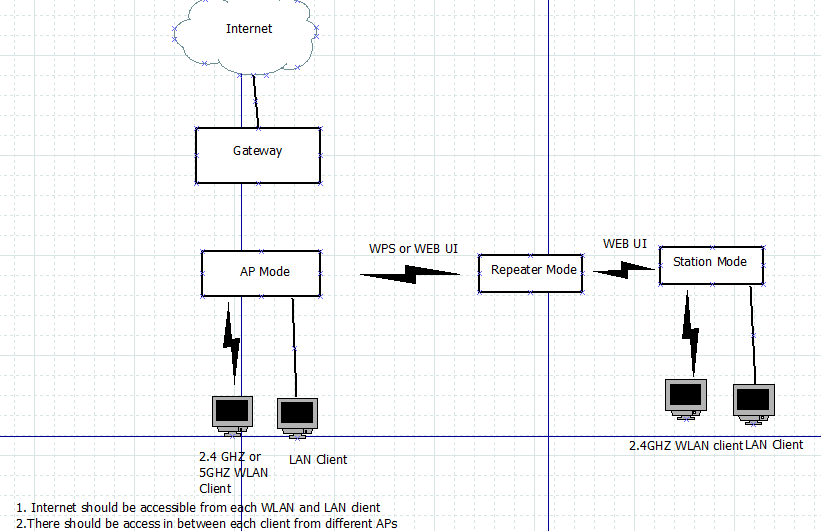 Internet
Gateway
AP Mode
WPS or WEB UI
Repeater Mode
WEB UI
Station Mode
2.4 GHZ or
5GHZ WLAN
Client
LAN Client
2.4GHZ WLAN client
LAN Client
1. Internet should be accessible from each WLAN and LAN client
2.There should be access in between each client from different APs